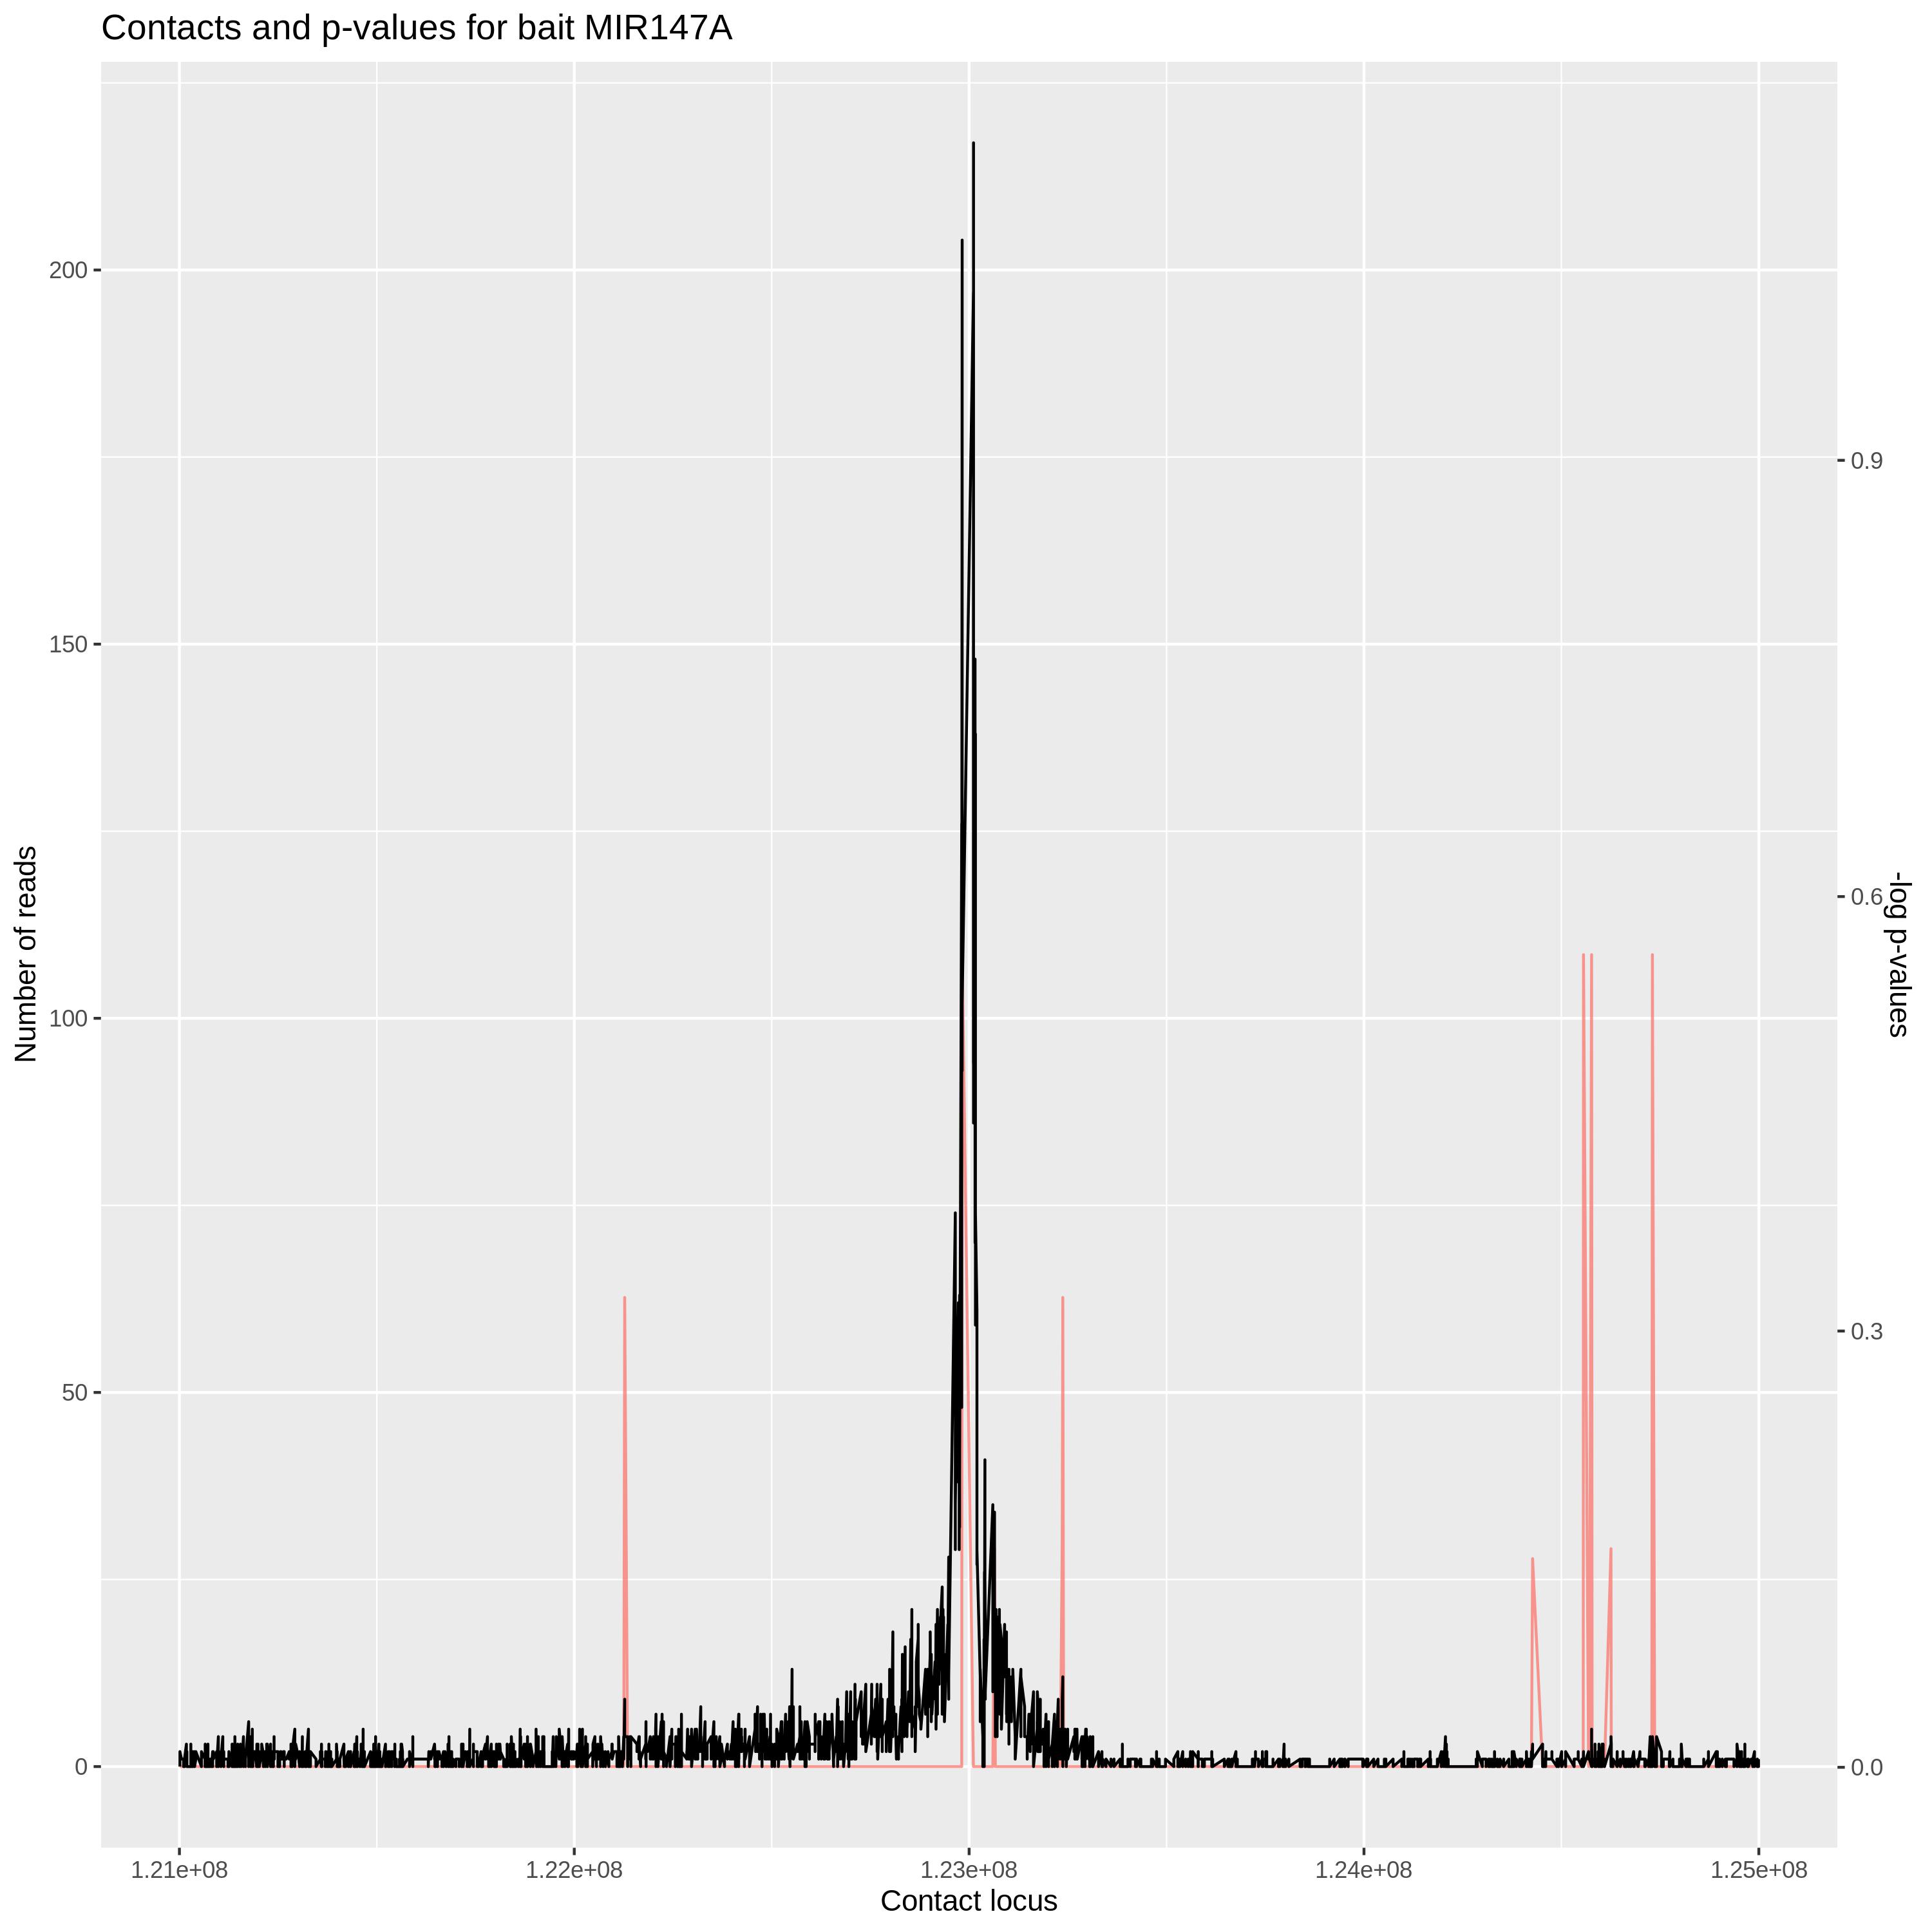 Contacts and p-values for bait MIR147A
Number of reads
200
150
100
50
0
0.9
0.6
0.3
0.0
-log p-values
1.21e+08 1.22e+08 1.23e+08 1.24e+08 1.25e+08
Contact locus